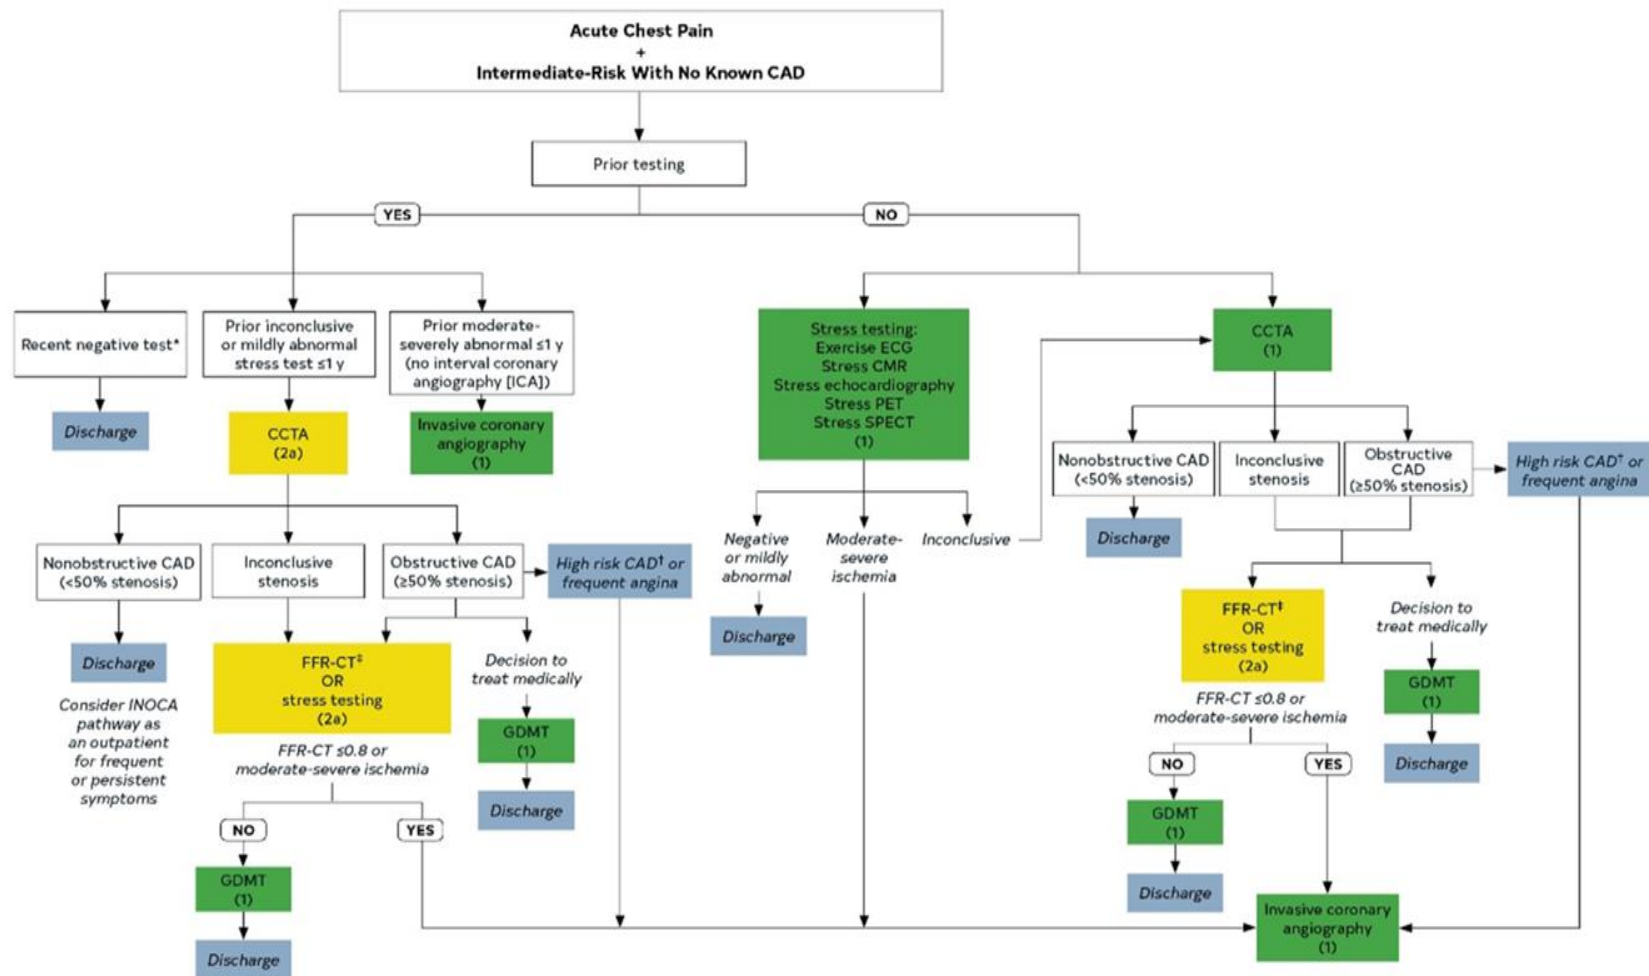 Acute Chest Pain
+
Intermediate-Risk With No Known CAD
Prior testing
YES
NO
Recent negative test*
Prior inconclusive
or mildly abnormal
stress test ≤1 y
Prior moderate-
severely abnormal ≤1 y
(no interval coronary
angiography [ICA])
Discharge
CCTA
(2a)
Invasive coronary
angiography
(1)
Nonobstructive CAD
(<50% stenosis)
Inconclusive
stenosis
Obstructive CAD
(≥50% stenosis)
High risk CAD† or
frequent angina
Discharge
Consider INOCA
pathway as
an outpatient
for frequent
or persistent
symptoms
FFR-CT‡
OR
stress testing
(2a)
Decision to
treat medically
GDMT
(1)
Discharge
FFR-CT ≤0.8 or
moderate-severe ischemia
NO
YES
GDMT
(1)
Discharge
Stress testing:
Exercise ECG
Stress CMR
Stress echocardiography
Stress PET
Stress SPECT
(1)
Negative
or mildly
abnormal
Moderate-
severe
ischemia
Inconclusive
Discharge
CCTA
(1)
Nonobstructive CAD
(<50% stenosis)
Inconclusive
stenosis
Obstructive
CAD
(≥50% stenosis)
High risk CAD† or
frequent angina
Discharge
FFR-CT‡
OR
stress testing
(2a)
Decision to
treat medically
GDMT
(1)
Discharge
FFR-CT ≤0.8 or
moderate-severe ischemia
NO
YES
GDMT
(1)
Discharge
Invasive coronary
angiography
(1)